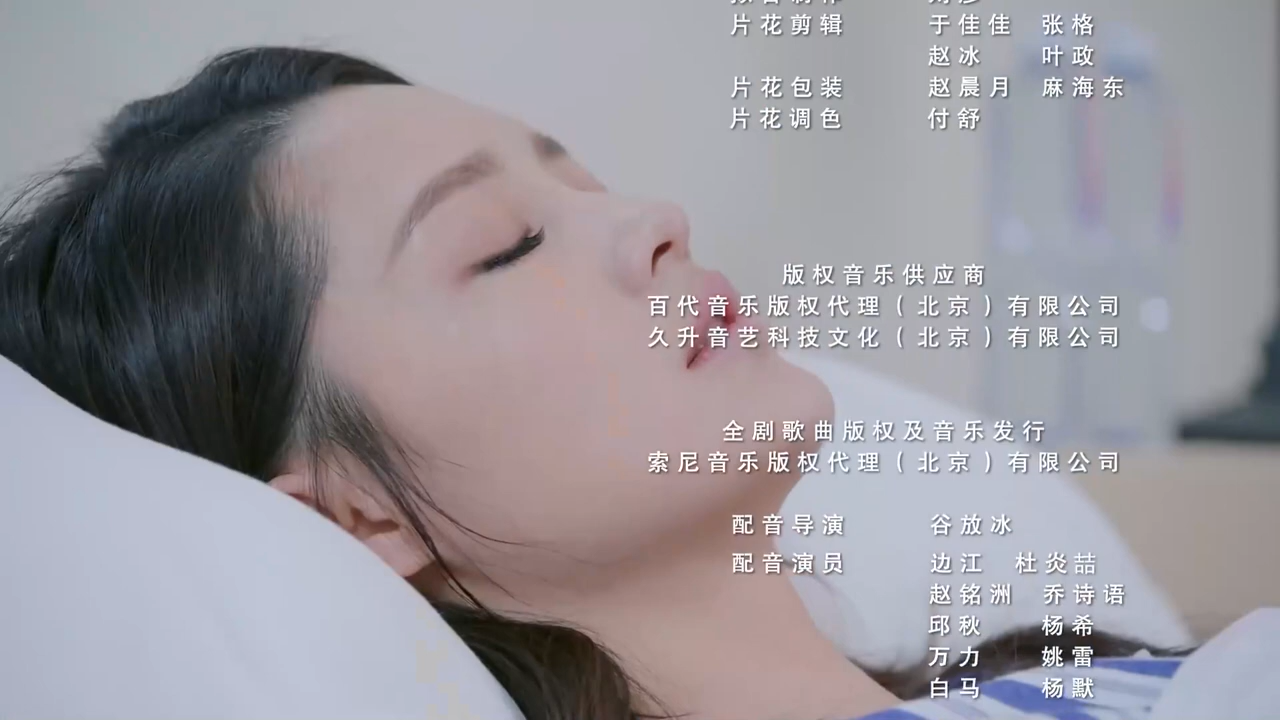 片花剪辑 于佳佳 张格
赵冰 叶政
片花包装 赵晨月 麻海东
片花调色 付舒
版权音乐供应商
百代音乐版权代理（北京）有限公司
久升音艺科技文化（北京）有限公司
全剧歌曲版权及音乐发行
索尼音乐版权代理（北京）有限公司
配音导演 谷放冰
配音演员 边江 杜炎喆
赵铭洲 乔诗语
邱秋 杨希
万力 姚雷
白马 杨默